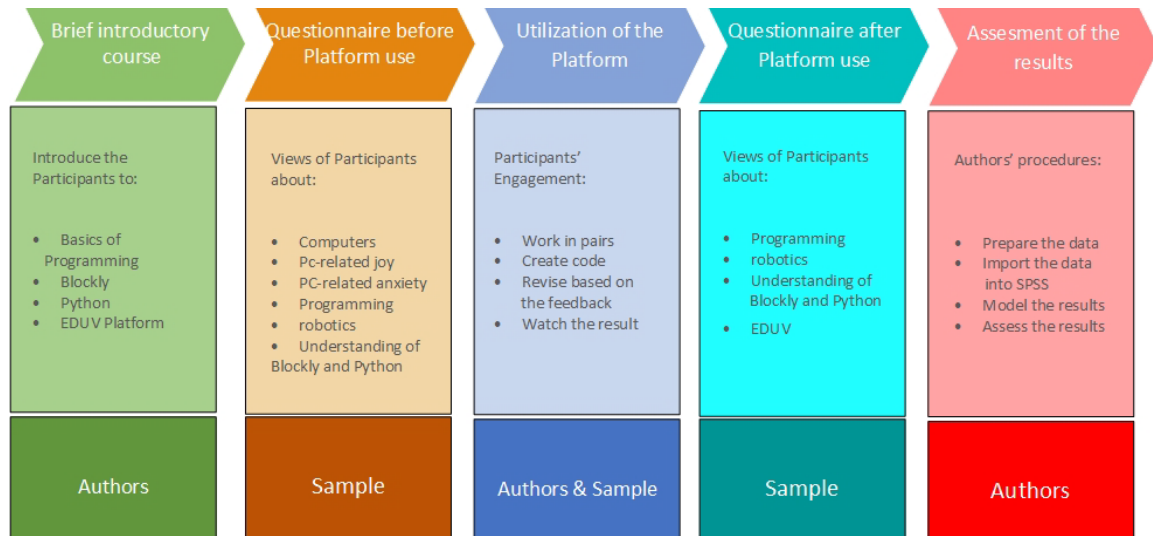 Brief introductory
course
Questionnaire before
Platform use
Utilization of the
Platform
Questionnaire after
Platform use
Assesment of the
results
Introduce the
Participants to:
• Basics of
Programming
• Blockly
• Python
• EDUV Platform
Views of Participants
about:
• Computers
• Pc-related joy
• PC-related anxiety
• Programming
• robotics
• Understanding of
Blockly and Python
Participants’
Engagement:
• Work in pairs
• Create code
• Revise based on
the feedback
• Watch the result
Views of Participants
about:
• Programming
• robotics
• Understanding of
Blockly and Python
• EDUV
Authors’ procedures:
• Prepare the data
• Import the data
into SPSS
• Model the results
• Assess the results
Authors
Sample
Authors & Sample
Sample
Authors